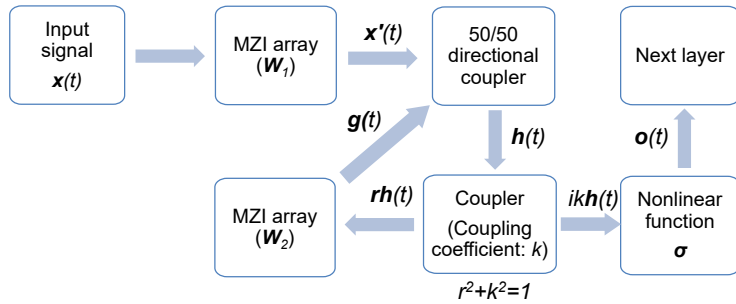 Input
signal
x(t)
MZI array
(W₁)
x'(t)
50/50
directional
coupler
Next layer
g(t)
h(t)
o(t)
MZI array
(W₂)
rh(t)
Coupler
(Coupling
coefficient: k)
ikh(t)
Nonlinear
function
σ
r²+k²=1